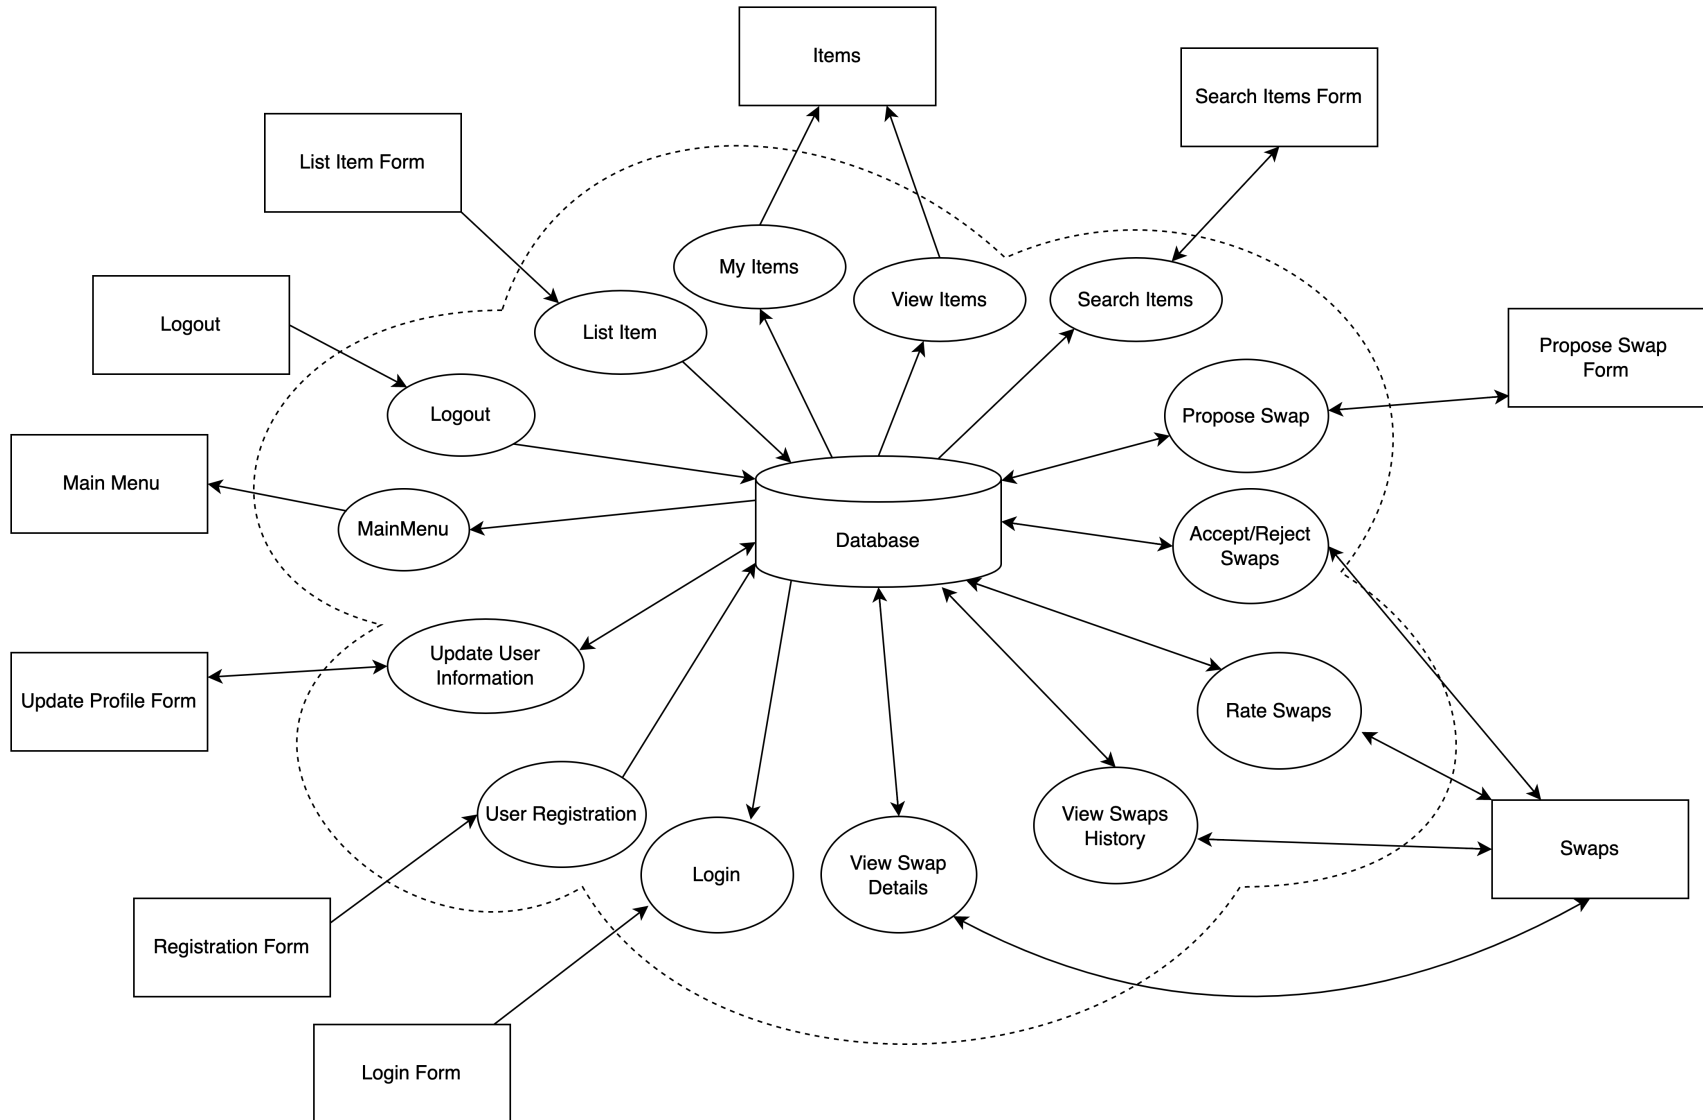 Items
Search Items Form
List Item Form
My Items
View Items
Search Items
Logout
List Item
Propose Swap
Form
Logout
Propose Swap
Main Menu
MainMenu
Database
Accept/Reject
Swaps
Update User
Information
Update Profile Form
Rate Swaps
User Registration
View Swaps
History
Login
View Swap
Details
Swaps
Registration Form
Login Form